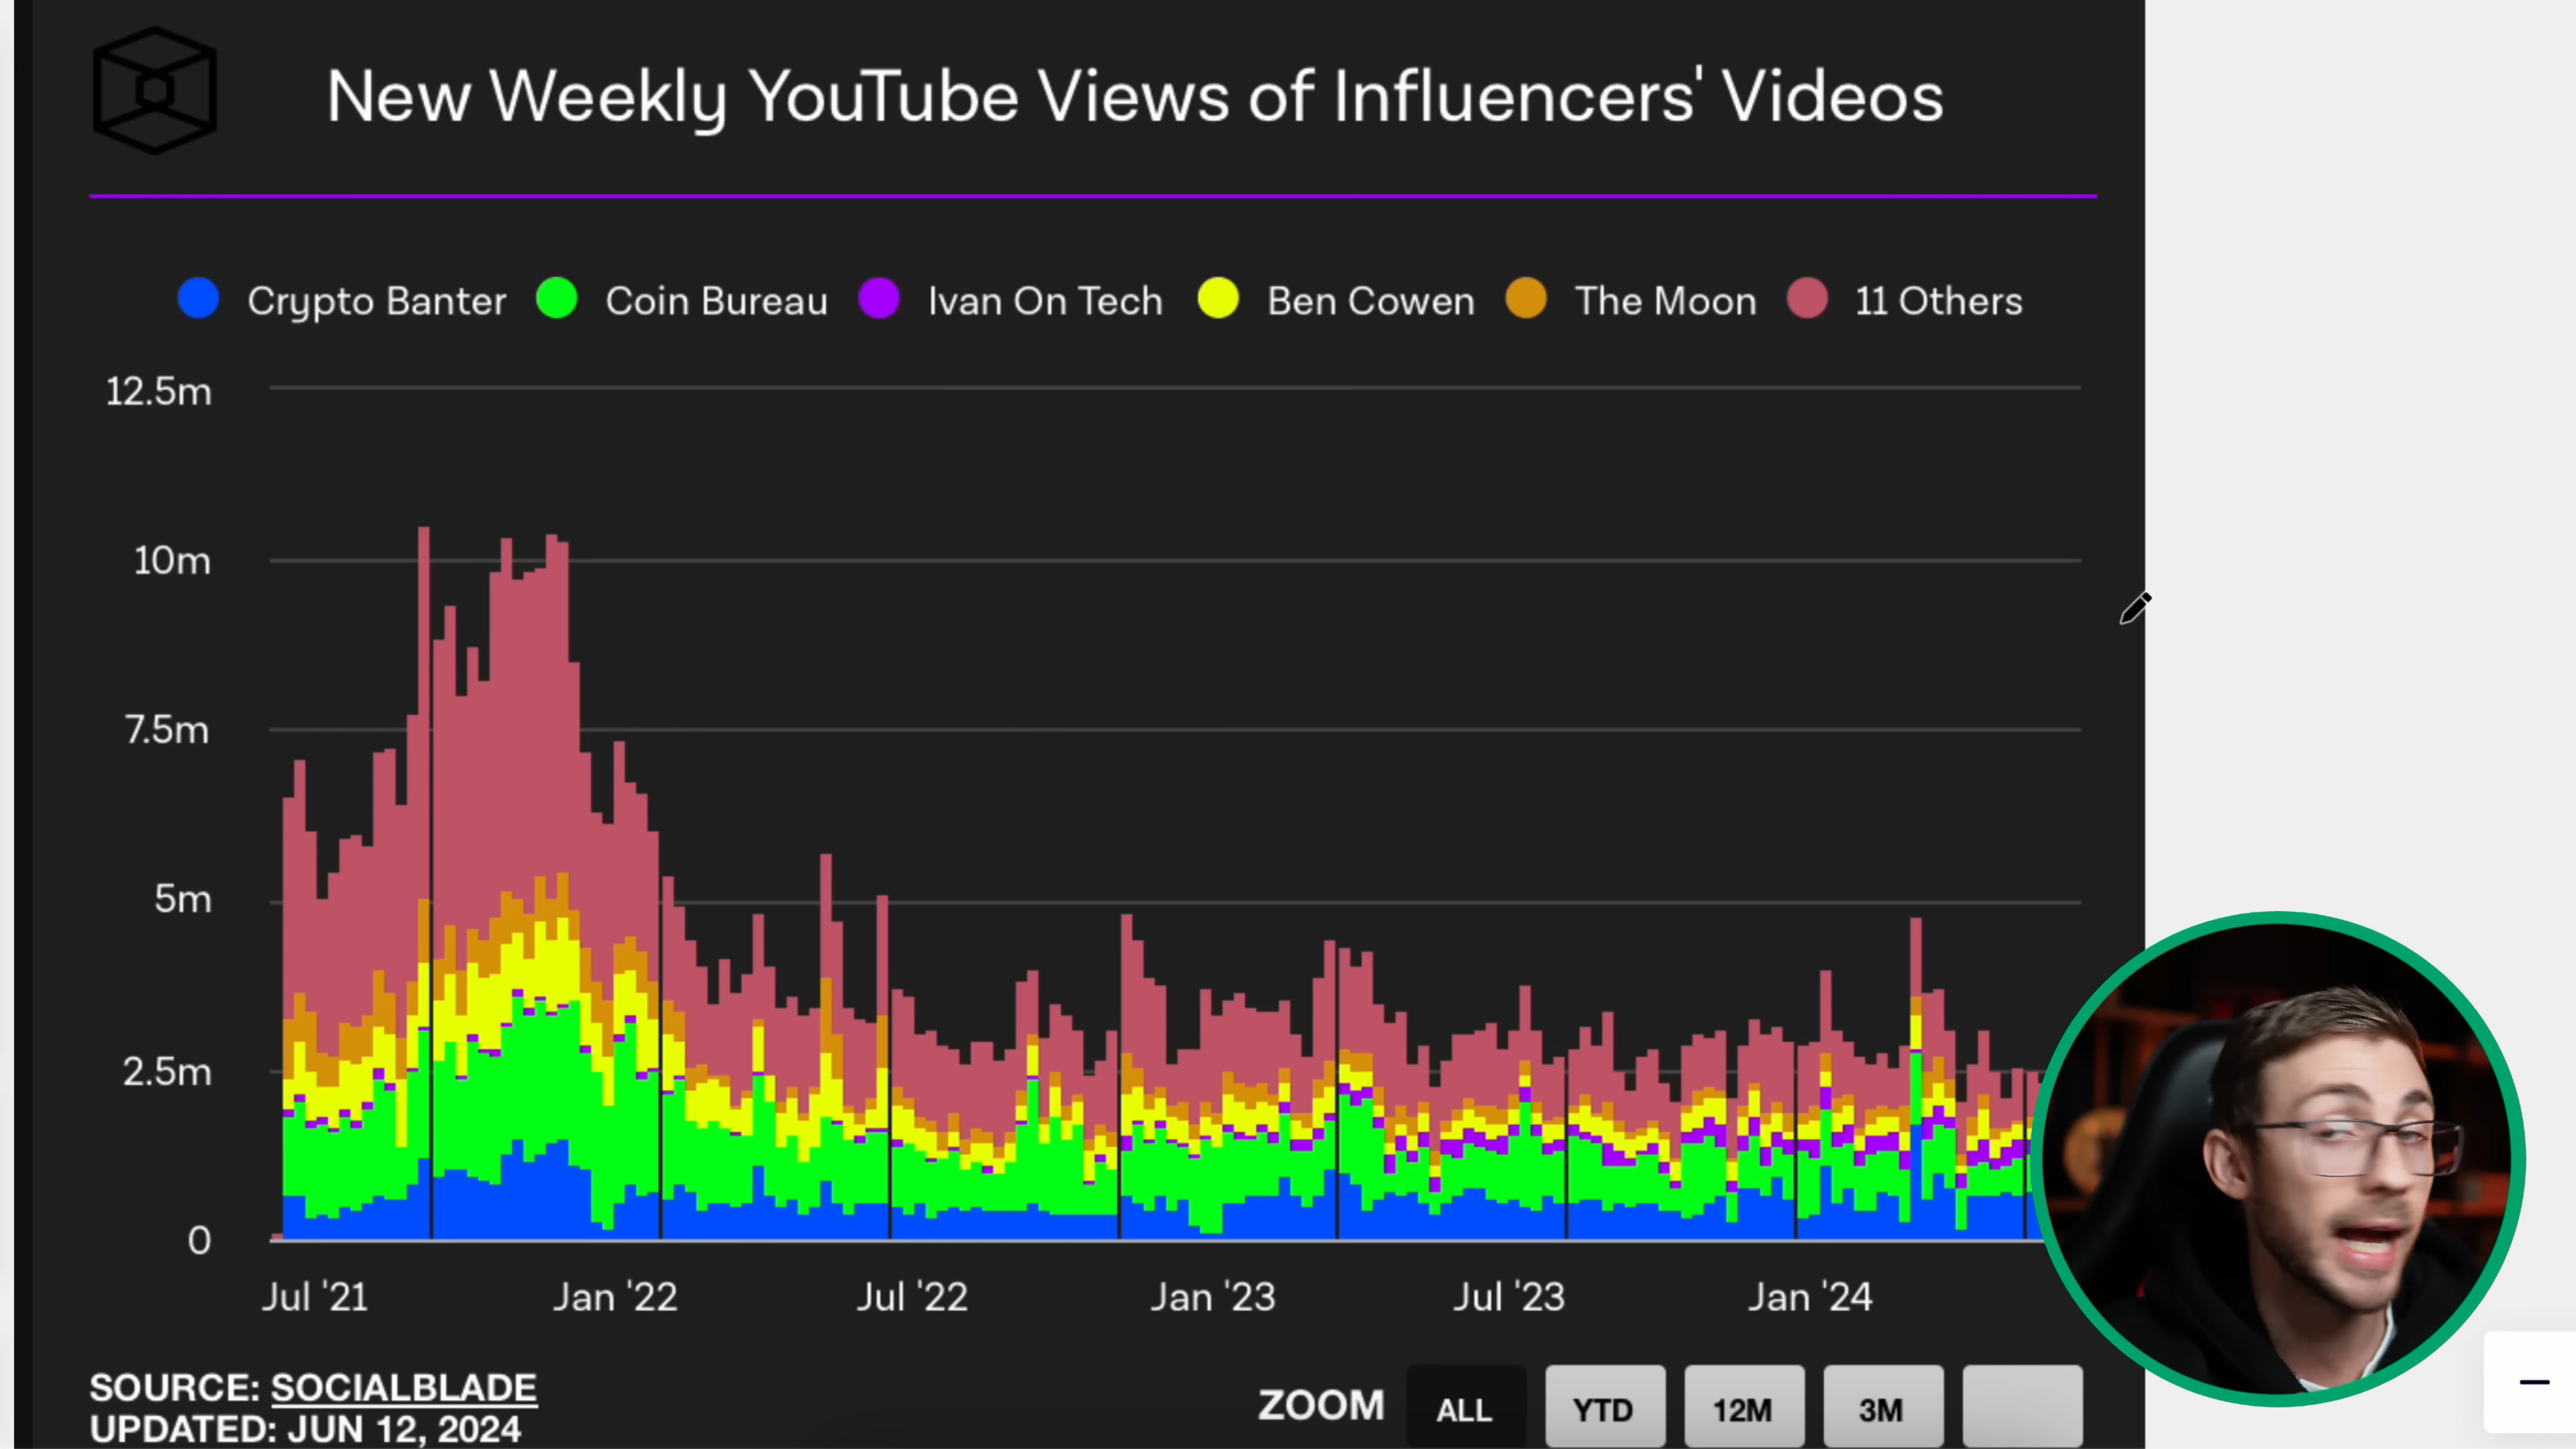 New Weekly YouTube Views of Influencers' Videos
Crypto Banter Coin Bureau Ivan On Tech Ben Cowen The Moon 11 Others
12.5m
10m
7.5m
5m
2.5m
0
Jul '21 Jan '22 Jul '22 Jan '23 Jul '23 Jan '24
SOURCE: SOCIALBLADE
UPDATED: JUN 12, 2024
ZOOM ALL YTD 12M 3M